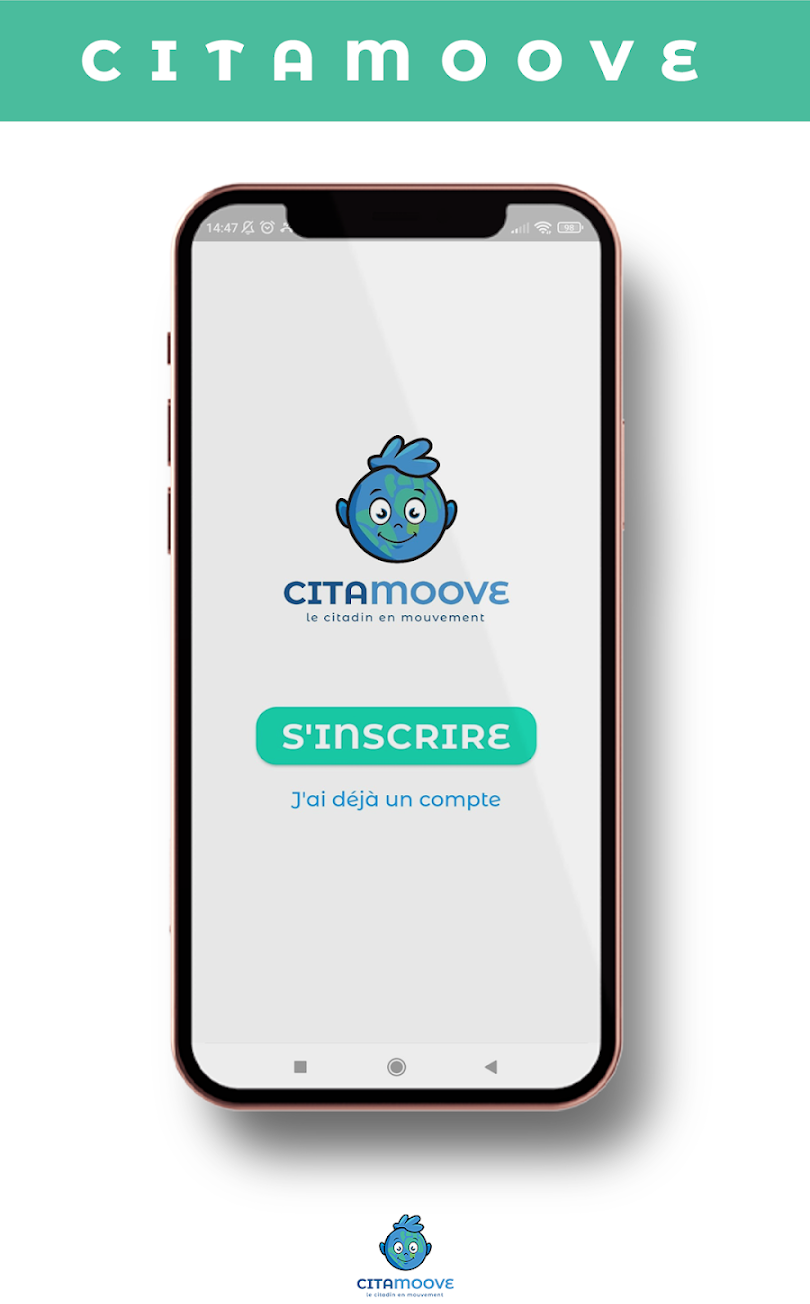 CITAMOOVE
14:47
98
CITAMOOVE
le citadin en mouvement
S'INSCRIRE
J'ai déjà un compte
CITAMOOVE
le citadin en mouvement